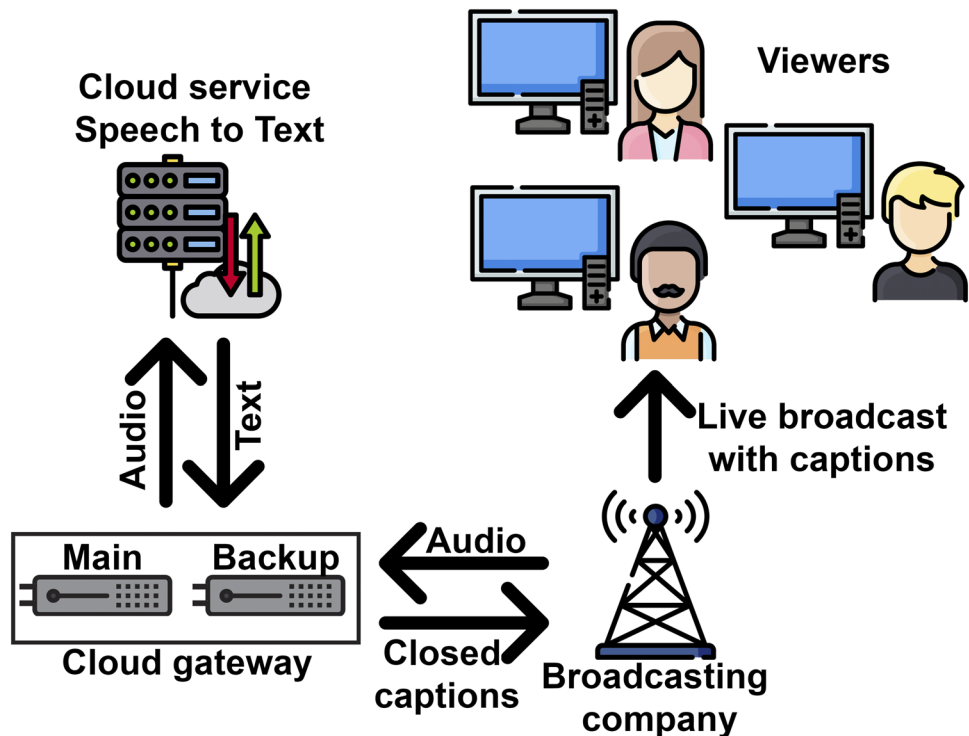 Cloud service
Speech to Text
Viewers
Audio
Text
Live broadcast
with captions
Main
Backup
Cloud gateway
Audio
Closed
captions
Broadcasting
company